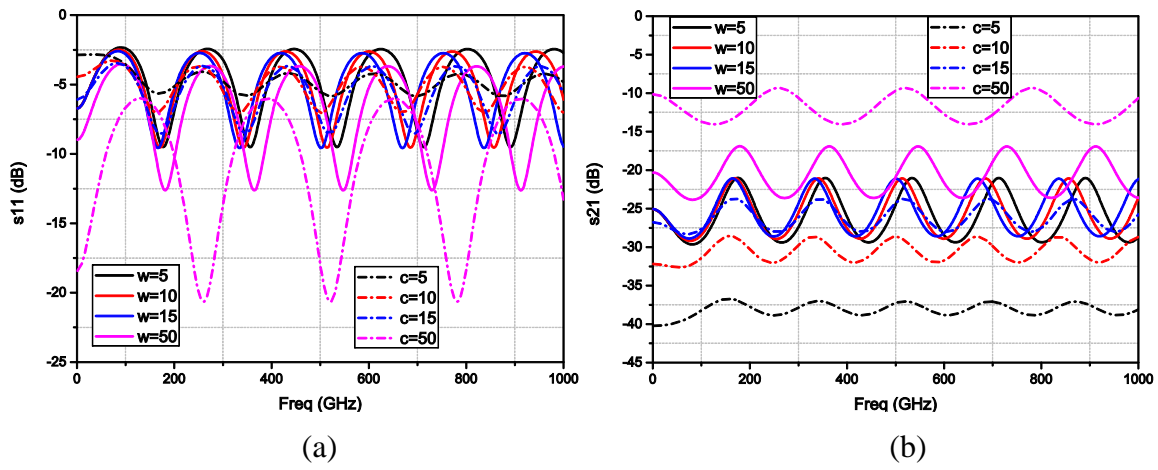 0
-5
-10
-15
-20
-25
s11 (dB)
0 200 400 600 800 1000
Freq (GHz)
w=5
w=10
w=15
w=50
c=5
c=10
c=15
c=50
(a)
0
-5
-10
-15
-20
-25
-30
-35
-40
-45
s21 (dB)
0 200 400 600 800 1000
Freq (GHz)
w=5
w=10
w=15
w=50
c=5
c=10
c=15
c=50
(b)